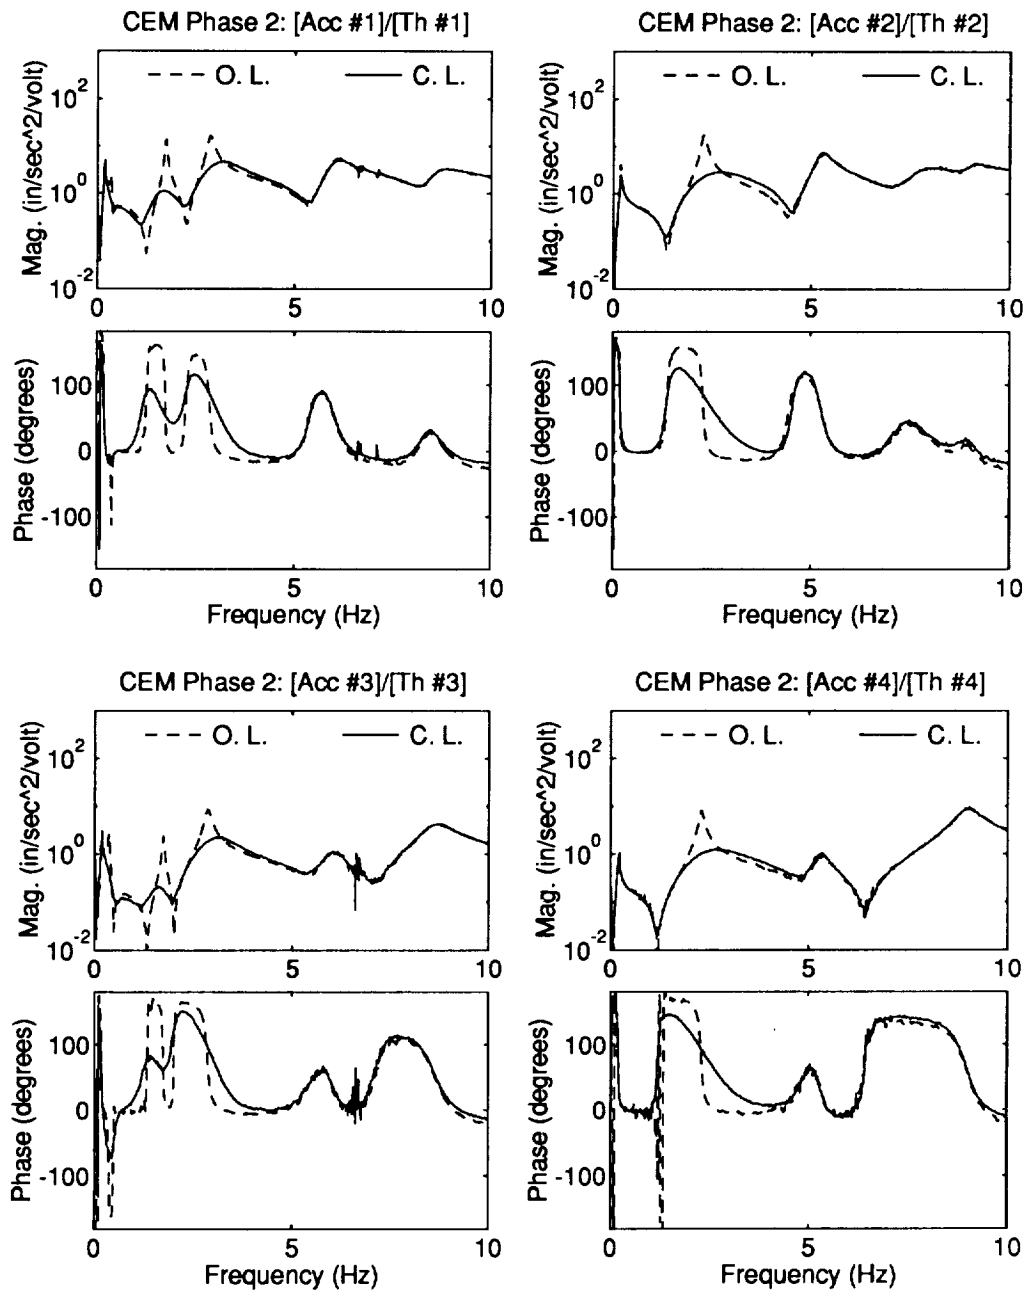 CEM Phase 2: [Acc #1]/[Th #1]
Mag. (in/sec^2/volt)
10^2
10^0
10^-2
O. L.
C. L.
0
5
10
Phase (degrees)
100
0
-100
0
5
10
Frequency (Hz)
CEM Phase 2: [Acc #2]/[Th #2]
Mag. (in/sec^2/volt)
10^2
10^0
10^-2
O. L.
C. L.
0
5
10
Phase (degrees)
100
0
-100
0
5
10
Frequency (Hz)
CEM Phase 2: [Acc #3]/[Th #3]
Mag. (in/sec^2/volt)
10^2
10^0
10^-2
O. L.
C. L.
0
5
10
Phase (degrees)
100
0
-100
0
5
10
Frequency (Hz)
CEM Phase 2: [Acc #4]/[Th #4]
Mag. (in/sec^2/volt)
10^2
10^0
10^-2
O. L.
C. L.
0
5
10
Phase (degrees)
100
0
-100
0
5
10
Frequency (Hz)